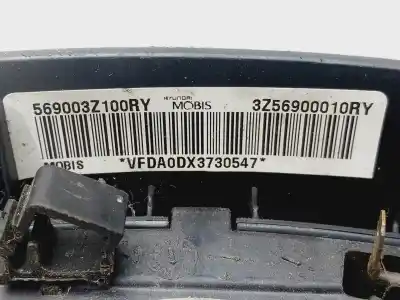 569003Z100RY HYUNDAI MOBIS 3Z56900010RY
*VFDA0DX3730547*
MOBIS